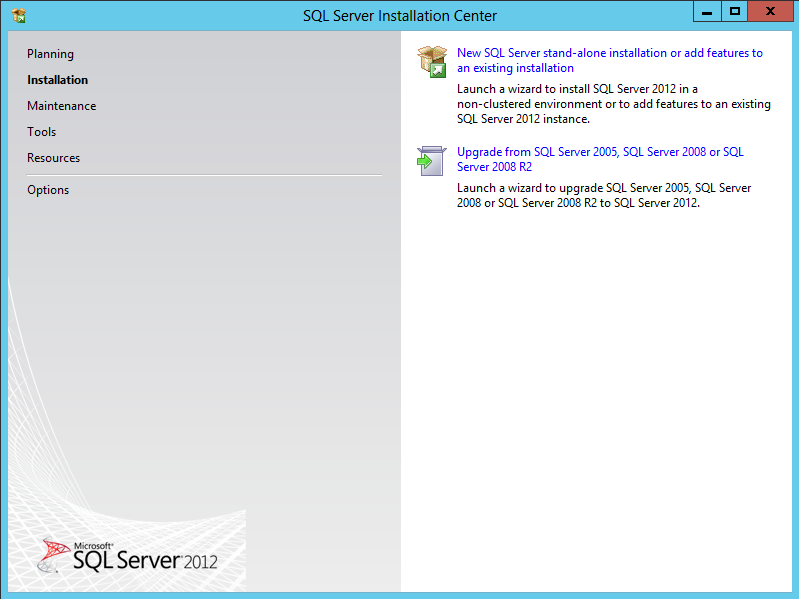 SQL Server Installation Center
Planning
Installation
Maintenance
Tools
Resources
Options
New SQL Server stand-alone installation or add features to
an existing installation
Launch a wizard to install SQL Server 2012 in a
non-clustered environment or to add features to an existing
SQL Server 2012 instance.
Upgrade from SQL Server 2005, SQL Server 2008 or SQL
Server 2008 R2
Launch a wizard to upgrade SQL Server 2005, SQL Server
2008 or SQL Server 2008 R2 to SQL Server 2012.
Microsoft®
SQL Server® 2012